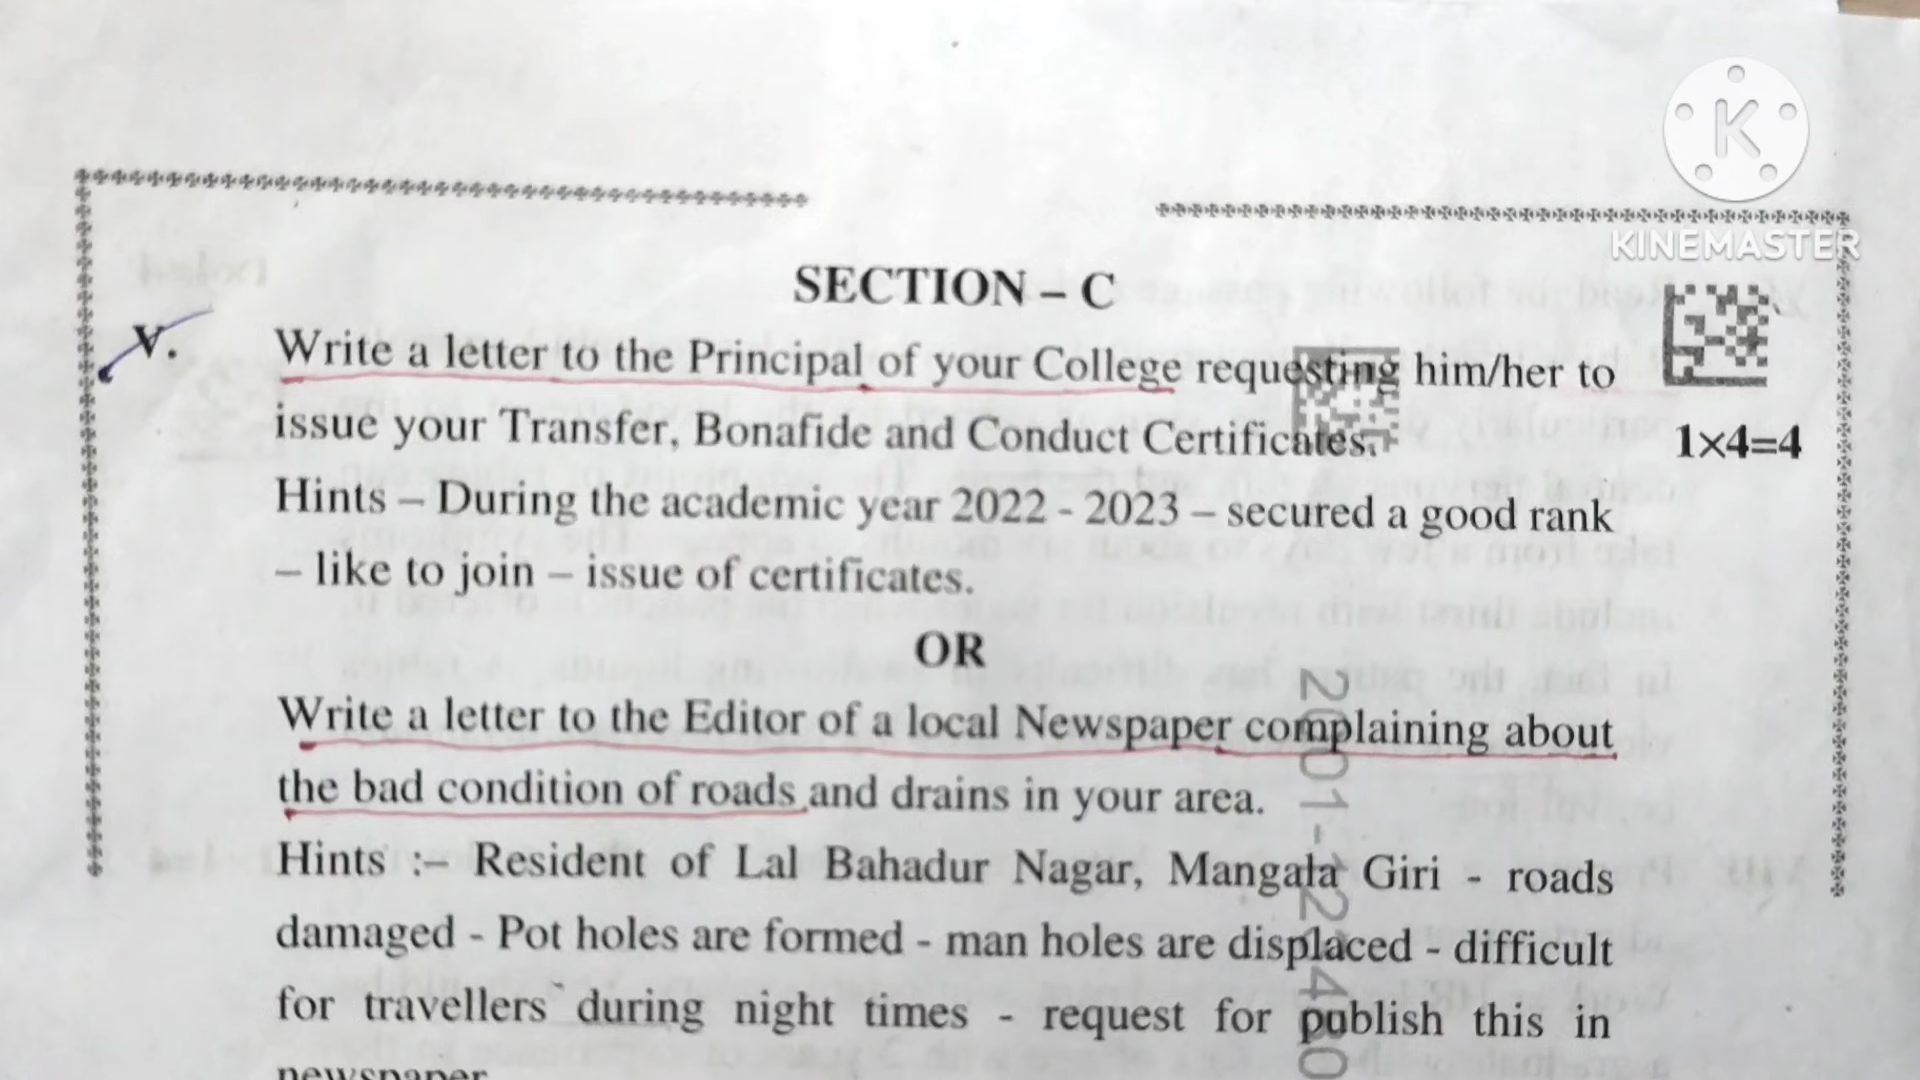 K
KINEMASTER
SECTION – C
V. Write a letter to the Principal of your College requesting him/her to
issue your Transfer, Bonafide and Conduct Certificates. 1×4=4
Hints – During the academic year 2022 - 2023 – secured a good rank
– like to join – issue of certificates.
OR
Write a letter to the Editor of a local Newspaper complaining about
the bad condition of roads and drains in your area.
Hints :– Resident of Lal Bahadur Nagar, Mangala Giri - roads
damaged - Pot holes are formed - man holes are displaced - difficult
for travellers during night times - request for publish this in
newspaper